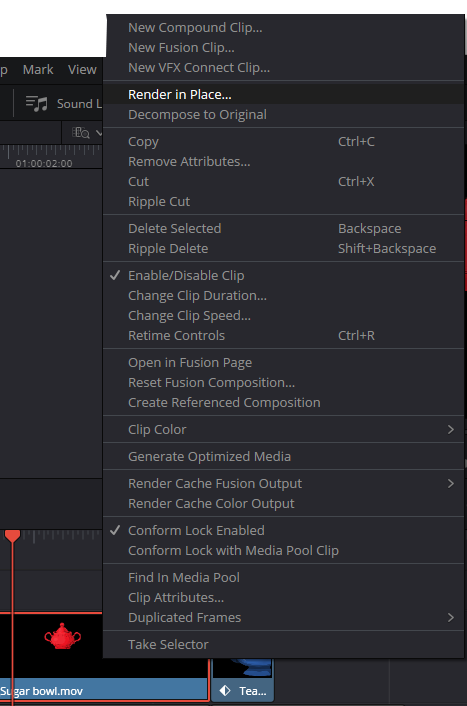 New Compound Clip...
New Fusion Clip...
New VFX Connect Clip...
p Mark View
Render in Place...
Sound L
Decompose to Original
Copy Ctrl+C
01:00:02:00
Remove Attributes...
Cut Ctrl+X
Ripple Cut
Delete Selected Backspace
Ripple Delete Shift+Backspace
Enable/Disable Clip
Change Clip Duration...
Change Clip Speed...
Retime Controls Ctrl+R
Open in Fusion Page
Reset Fusion Composition...
Create Referenced Composition
Clip Color
Generate Optimized Media
Render Cache Fusion Output
Render Cache Color Output
Conform Lock Enabled
Conform Lock with Media Pool Clip
Find In Media Pool
Clip Attributes...
Duplicated Frames
Take Selector
Sugar bowl.mov
Tea...